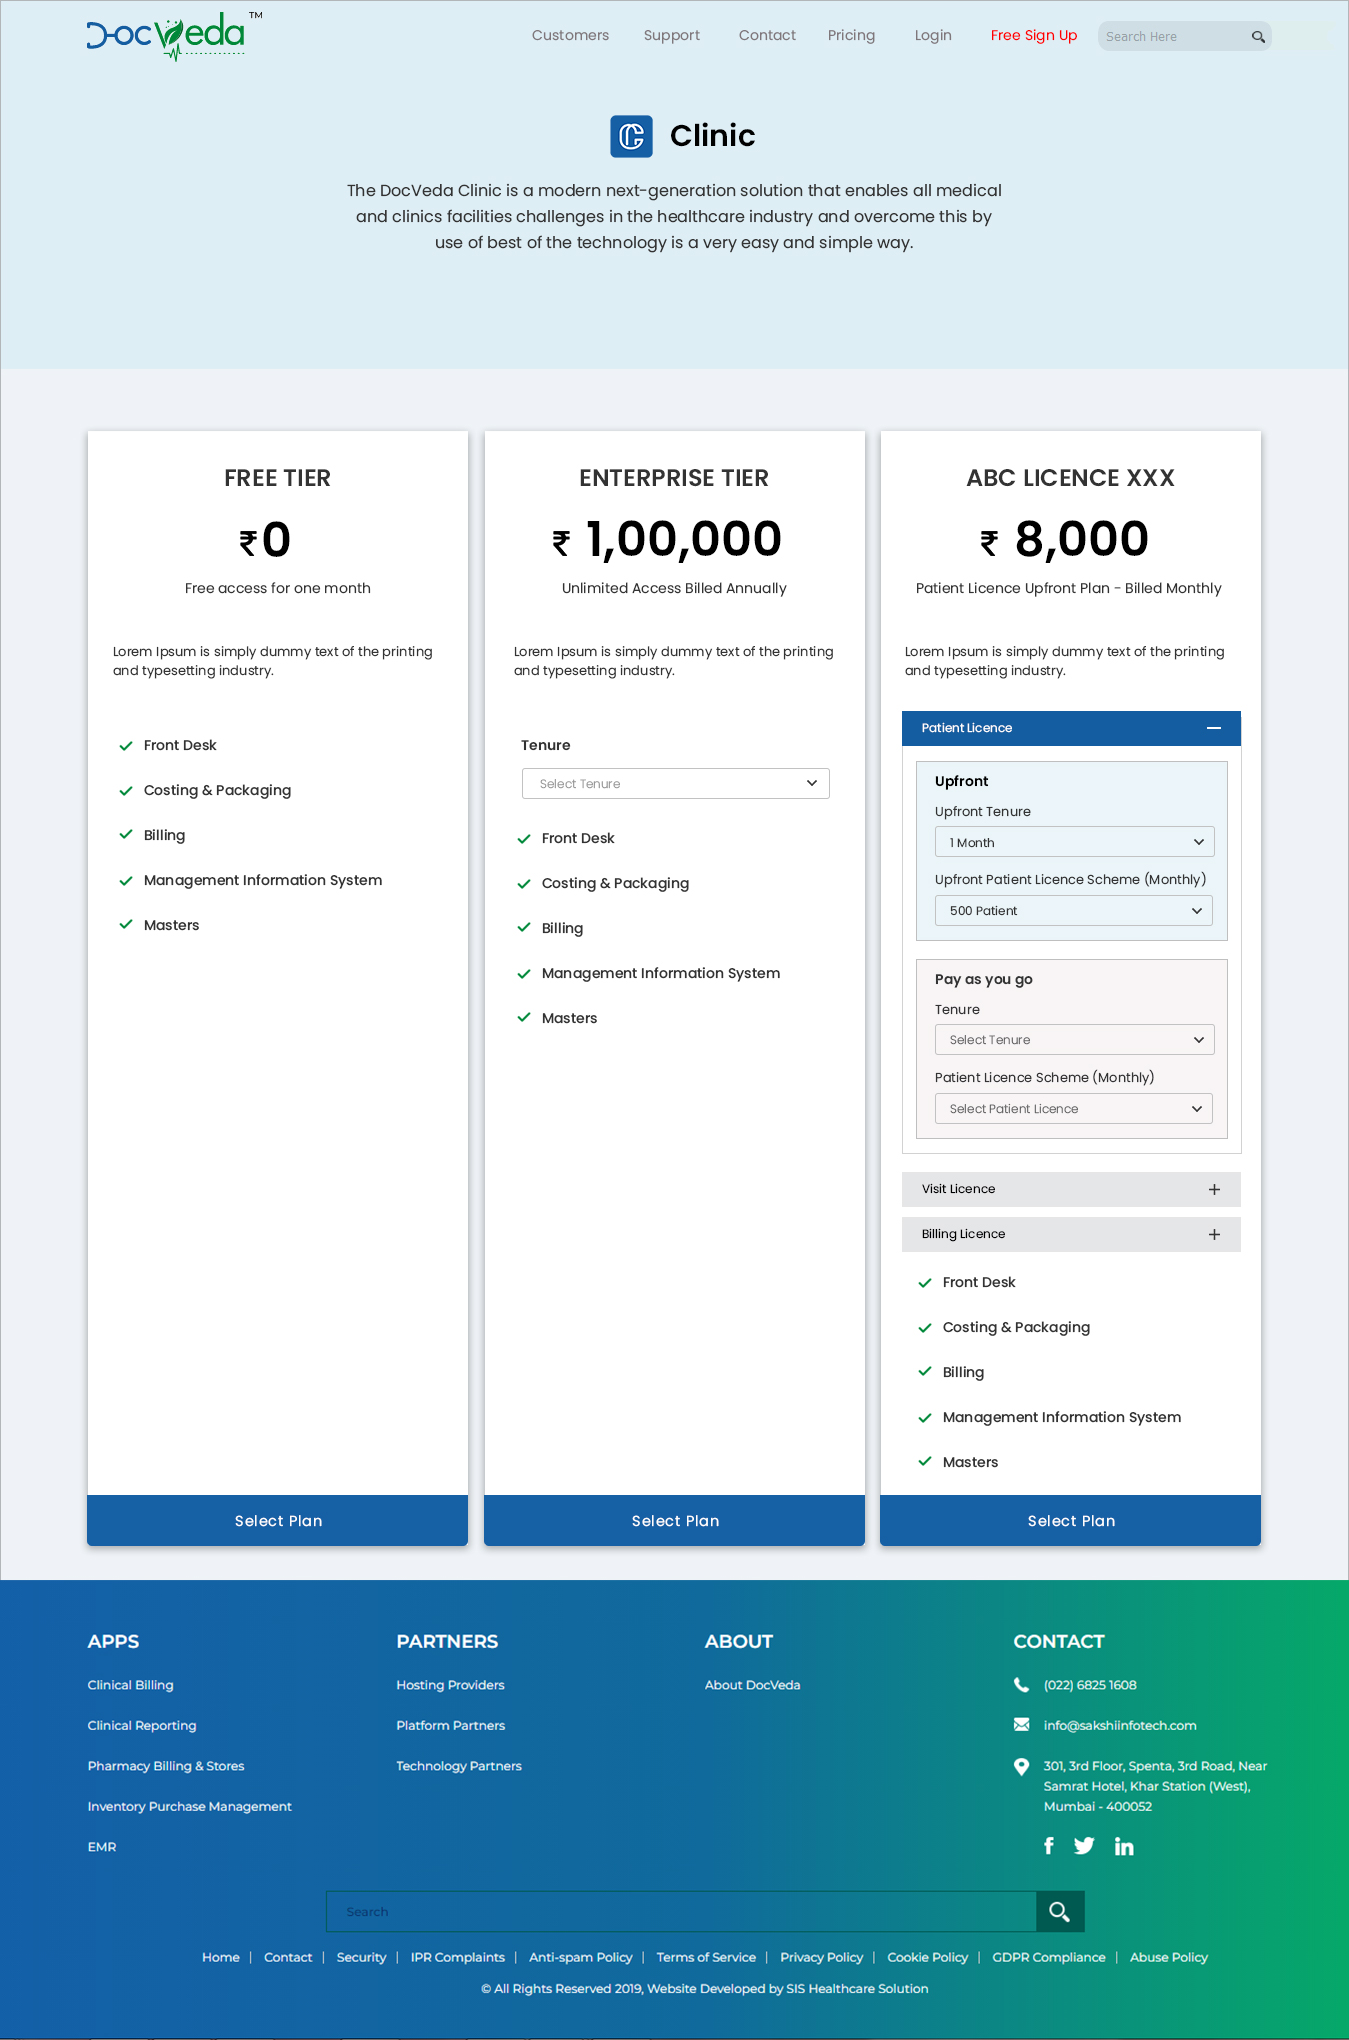 DocVeda ™
Customers Support Contact Pricing Login Free Sign Up Search Here
Clinic
The DocVeda Clinic is a modern next-generation solution that enables all medical
and clinics facilities challenges in the healthcare industry and overcome this by
use of best of the technology is a very easy and simple way.
FREE TIER
₹0
Free access for one month
Lorem Ipsum is simply dummy text of the printing
and typesetting industry.
Front Desk
Costing & Packaging
Billing
Management Information System
Masters
Select Plan
ENTERPRISE TIER
₹ 1,00,000
Unlimited Access Billed Annually
Lorem Ipsum is simply dummy text of the printing
and typesetting industry.
Tenure
Select Tenure
Front Desk
Costing & Packaging
Billing
Management Information System
Masters
Select Plan
ABC LICENCE XXX
₹ 8,000
Patient Licence Upfront Plan - Billed Monthly
Lorem Ipsum is simply dummy text of the printing
and typesetting industry.
Patient Licence
Upfront
Upfront Tenure
1 Month
Upfront Patient Licence Scheme (Monthly)
500 Patient
Pay as you go
Tenure
Select Tenure
Patient Licence Scheme (Monthly)
Select Patient Licence
Visit Licence
Billing Licence
Front Desk
Costing & Packaging
Billing
Management Information System
Masters
Select Plan
APPS
Clinical Billing
Clinical Reporting
Pharmacy Billing & Stores
Inventory Purchase Management
EMR
PARTNERS
Hosting Providers
Platform Partners
Technology Partners
ABOUT
About DocVeda
CONTACT
(022) 6825 1608
info@sakshiinfotech.com
301, 3rd Floor, Spenta, 3rd Road, Near
Samrat Hotel, Khar Station (West),
Mumbai - 400052
Search
Home | Contact | Security | IPR Complaints | Anti-spam Policy | Terms of Service | Privacy Policy | Cookie Policy | GDPR Compliance | Abuse Policy
© All Rights Reserved 2019, Website Developed by SIS Healthcare Solution